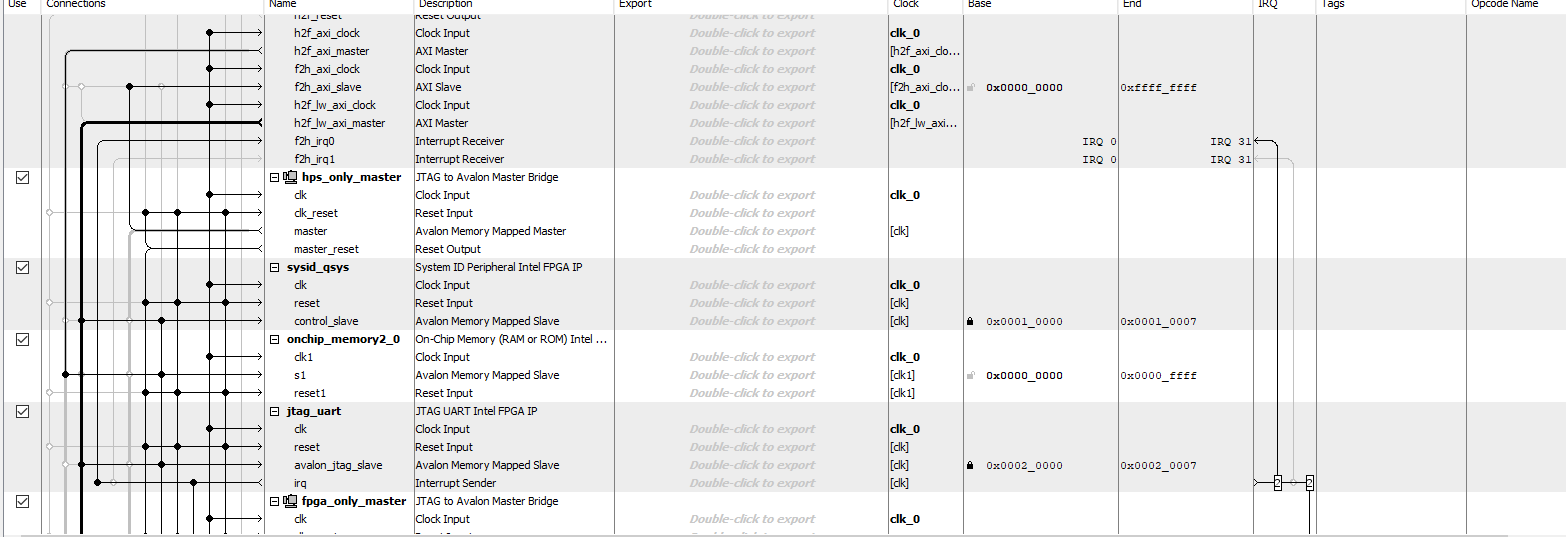 Use Connections Name Description Export Clock Base End IRQ Tags Opcode Name
h2f_reset Reset Output Double-click to export
h2f_axi_clock Clock Input Double-click to export clk_0
h2f_axi_master AXI Master Double-click to export [h2f_axi_clo...
f2h_axi_clock Clock Input Double-click to export clk_0
f2h_axi_slave AXI Slave Double-click to export [f2h_axi_clo... 0x0000_0000 0xffff_ffff
h2f_lw_axi_clock Clock Input Double-click to export clk_0
h2f_lw_axi_master AXI Master Double-click to export [h2f_lw_axi...
f2h_irq0 Interrupt Receiver Double-click to export IRQ 0 IRQ 31
f2h_irq1 Interrupt Receiver Double-click to export IRQ 0 IRQ 31
hps_only_master JTAG to Avalon Master Bridge
clk Clock Input Double-click to export clk_0
clk_reset Reset Input Double-click to export
master Avalon Memory Mapped Master Double-click to export [clk]
master_reset Reset Output Double-click to export
sysid_qsys System ID Peripheral Intel FPGA IP
clk Clock Input Double-click to export clk_0
reset Reset Input Double-click to export [clk]
control_slave Avalon Memory Mapped Slave Double-click to export [clk] 0x0001_0000 0x0001_0007
onchip_memory2_0 On-Chip Memory (RAM or ROM) Intel ...
clk1 Clock Input Double-click to export clk_0
s1 Avalon Memory Mapped Slave Double-click to export [clk1] 0x0000_0000 0x0000_ffff
reset1 Reset Input Double-click to export [clk1]
jtag_uart JTAG UART Intel FPGA IP
clk Clock Input Double-click to export clk_0
reset Reset Input Double-click to export [clk]
avalon_jtag_slave Avalon Memory Mapped Slave Double-click to export [clk] 0x0002_0000 0x0002_0007
irq Interrupt Sender Double-click to export [clk] 2 2
fpga_only_master JTAG to Avalon Master Bridge
clk Clock Input Double-click to export clk_0